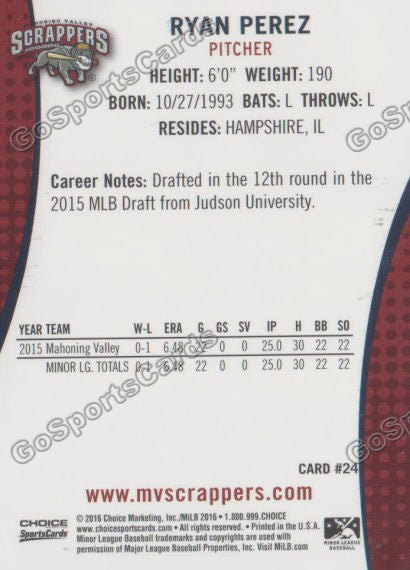 MAHONING VALLEY
SCRAPPERS
RYAN PEREZ
PITCHER
HEIGHT: 6'0" WEIGHT: 190
BORN: 10/27/1993 BATS: L THROWS: L
RESIDES: HAMPSHIRE, IL
Career Notes: Drafted in the 12th round in the
2015 MLB Draft from Judson University.
YEAR TEAM W-L ERA G GS SV IP H BB SO
2015 Mahoning Valley 0-1 6.48 22 0 0 25.0 30 22 22
MINOR LG. TOTALS 0-1 6.48 22 0 0 25.0 30 22 22
CARD #24
www.mvscrappers.com
CHOICE
SportsCards
© 2016 Choice Marketing, Inc./MiLB 2016 • 1.800.999.CHOICE
www.choicesportscards.com • All rights reserved. • Printed in the U.S.A.
Minor League Baseball trademarks and copyrights are used with
permission of Major League Baseball Properties, Inc. Visit MiLB.com
MINOR LEAGUE
BASEBALL
GoSportsCards
GoSportsCards
GoSportsCards
GoSportsCards